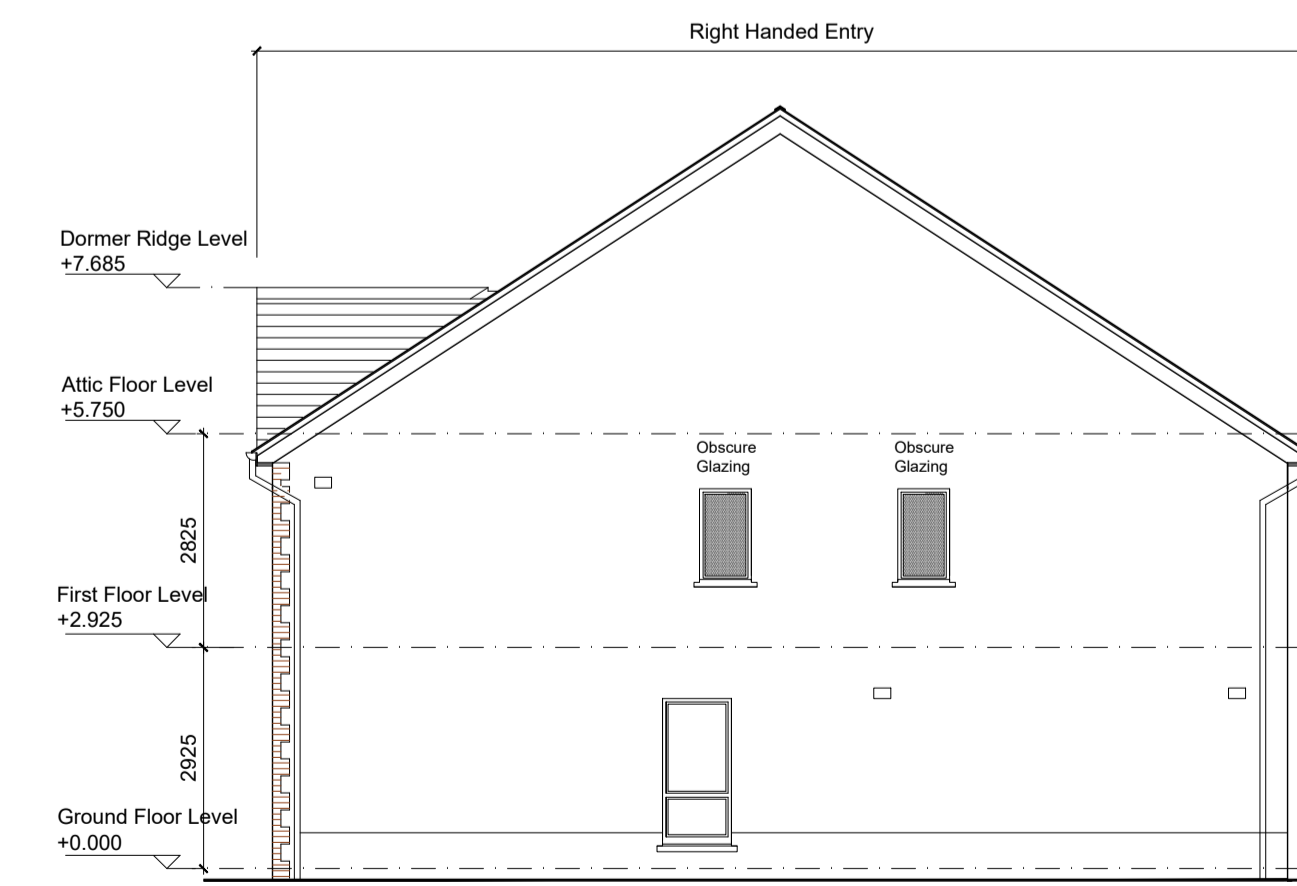 Right Handed Entry
Dormer Ridge Level
+7.685
Attic Floor Level
+5.750
Obscure
Glazing
Obscure
Glazing
2825
First Floor Level
+2.925
2925
Ground Floor Level
+0.000